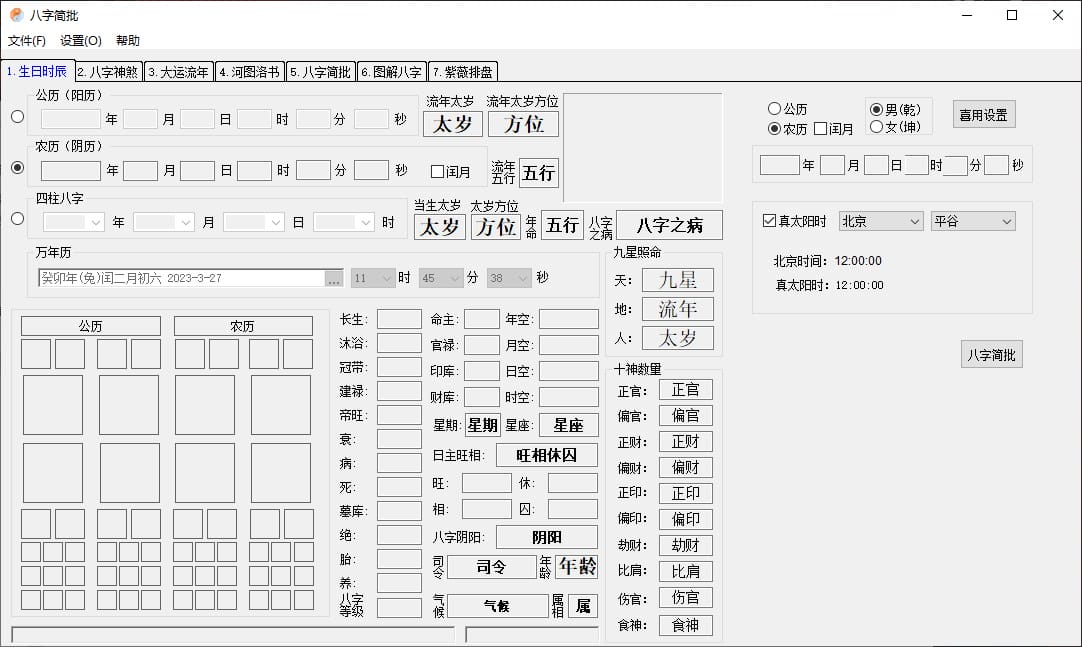 八字简批
文件(F) 设置(O) 帮助
1.生日时辰 2.八字神煞 3.大运流年 4.河图洛书 5.八字简批 6.图解八字 7.紫薇排盘
公历（阳历）
年 月 日 时 分 秒
流年太岁 流年太岁方位
太岁 方位
农历（阴历）
年 月 日 时 分 秒 闰月
流年五行 五行
四柱八字
年 月 日 时
当生太岁 太岁方位
太岁 方位 年命 五行 八字之病 八字之病
万年历
癸卯年(兔)闰二月初六 2023-3-27 ... 11 时 45 分 38 秒
公历 农历
长生:
沐浴:
冠带:
建禄:
帝旺:
衰:
病:
死:
墓库:
绝:
胎:
养:
八字等级
命主: 年空:
官禄: 月空:
印库: 日空:
财库: 时空:
星期: 星期 星座: 星座
日主旺相: 旺相休囚
旺: 休:
相: 囚:
八字阴阳: 阴阳
司令 司令 年龄 年龄
气候 气候 属相 属
九星照命
天: 九星
地: 流年
人: 太岁
十神数量
正官: 正官
偏官: 偏官
正财: 正财
偏财: 偏财
正印: 正印
偏印: 偏印
劫财: 劫财
比肩: 比肩
伤官: 伤官
食神: 食神
公历 男(乾) 喜用设置
农历 闰月 女(坤)
年 月 日 时 分 秒
真太阳时 北京 平谷
北京时间: 12:00:00
真太阳时: 12:00:00
八字简批